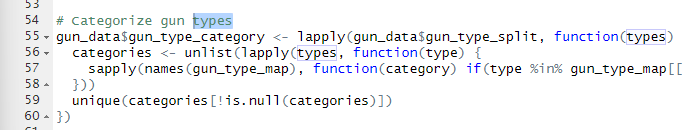 53
54 # Categorize gun types
55 gun_data$gun_type_category <- lapply(gun_data$gun_type_split, function(types)
56 categories <- unlist(lapply(types, function(type) {
57 sapply(names(gun_type_map), function(category) if(type %in% gun_type_map[[
58 }))
59 unique(categories[!is.null(categories)])
60 })